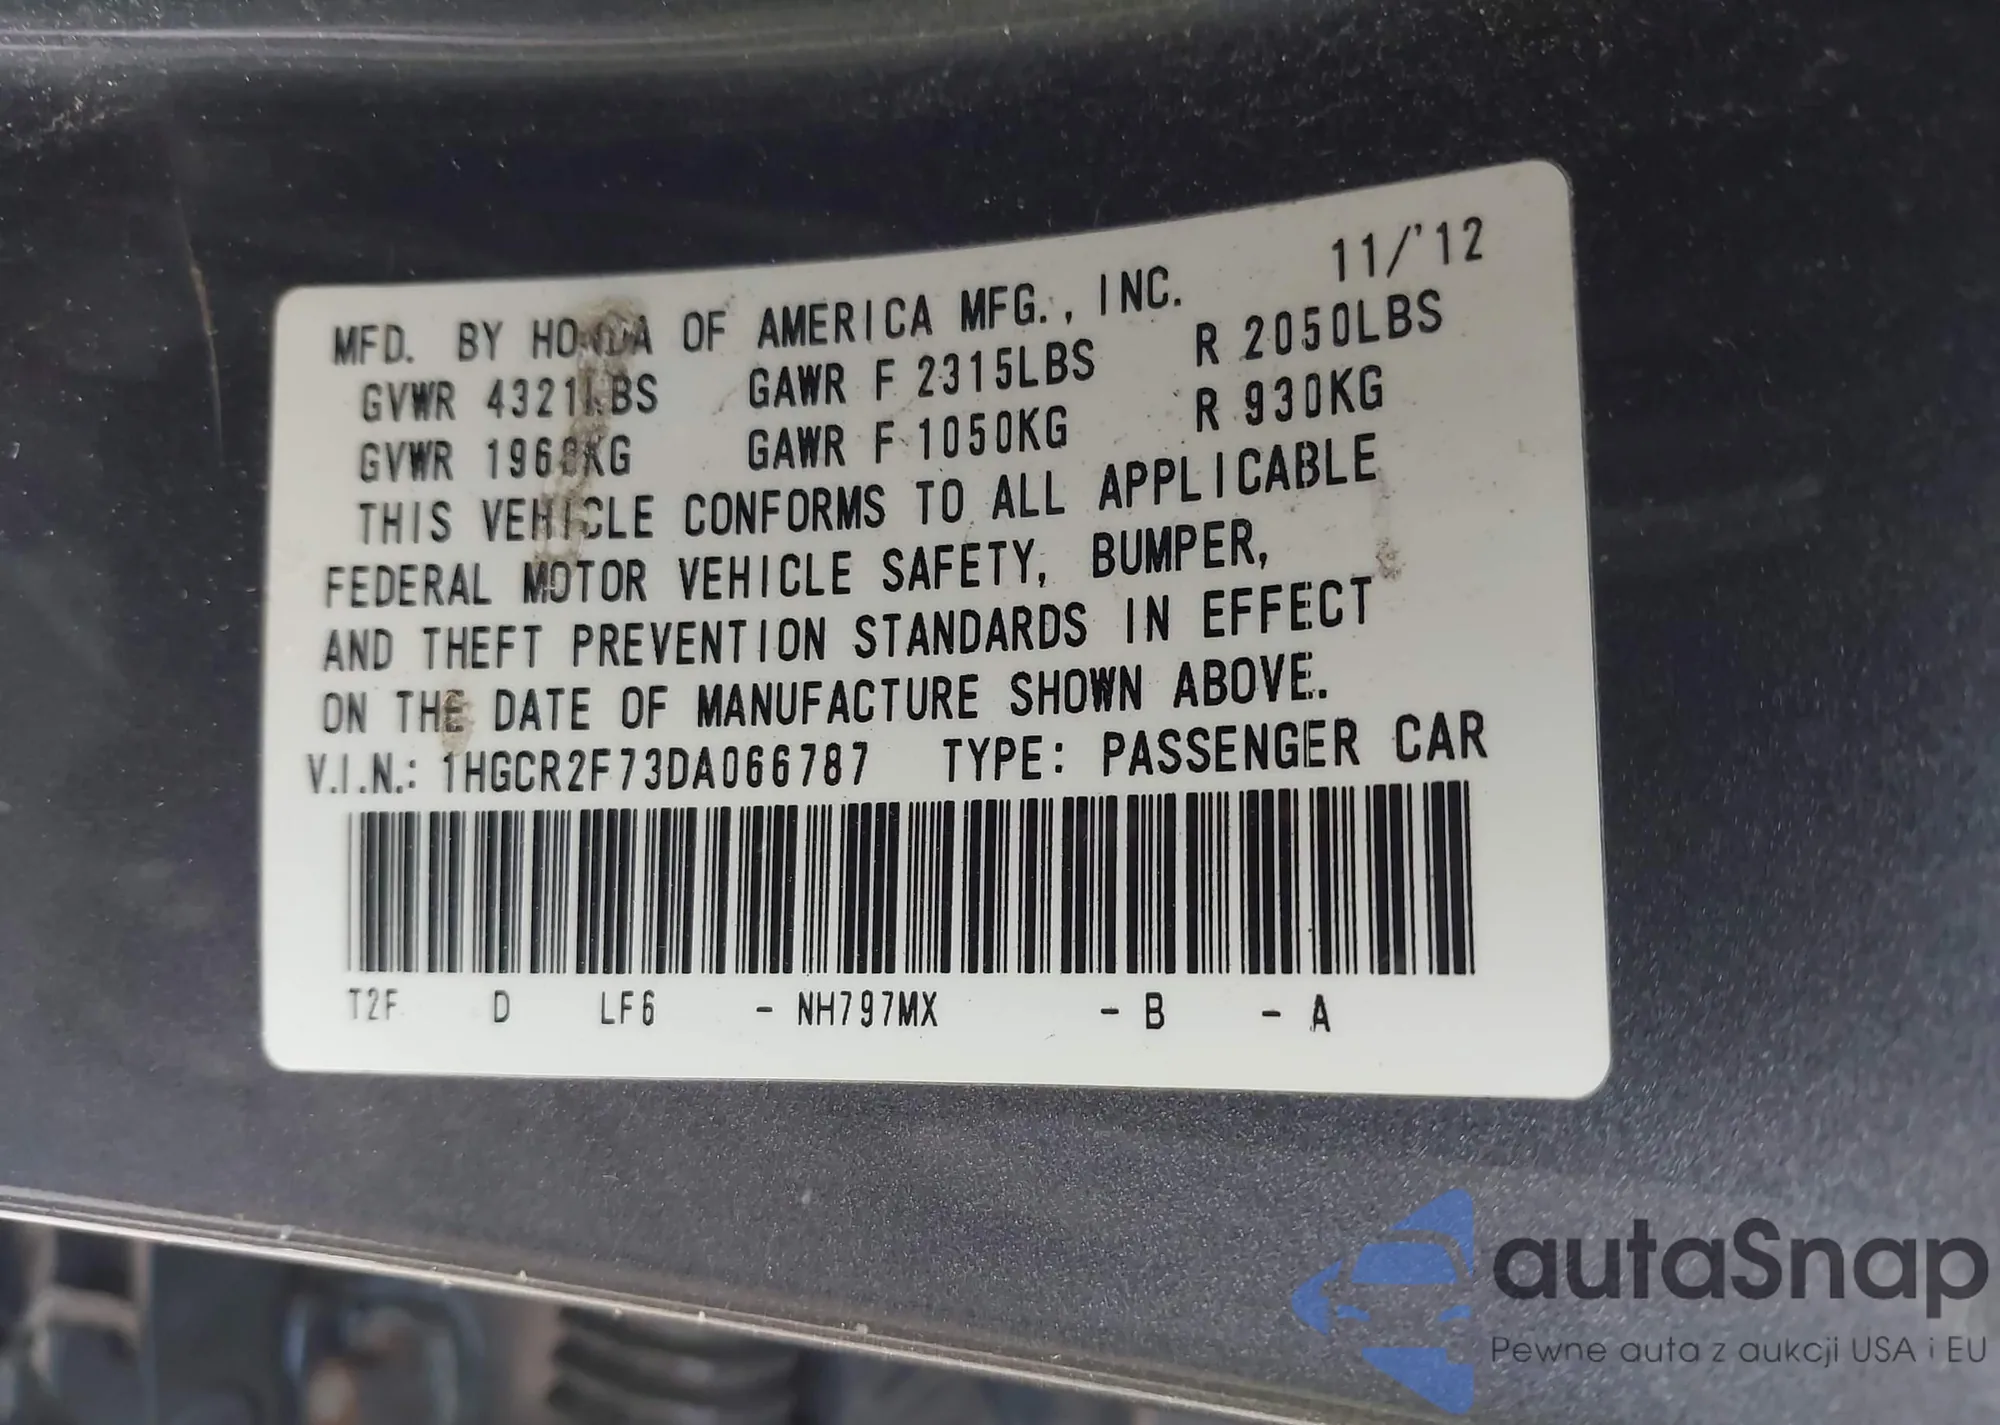 11/'12
MFD. BY HONDA OF AMERICA MFG., INC.
GVWR 4321LBS GAWR F 2315LBS R 2050LBS
GVWR 1960KG GAWR F 1050KG R 930KG
THIS VEHICLE CONFORMS TO ALL APPLICABLE
FEDERAL MOTOR VEHICLE SAFETY, BUMPER,
AND THEFT PREVENTION STANDARDS IN EFFECT
ON THE DATE OF MANUFACTURE SHOWN ABOVE.
V.I.N.: 1HGCR2F73DA066787 TYPE: PASSENGER CAR
T2F D LF6 - NH797MX - B - A
autaSnap
Pewne auta z aukcji USA i EU